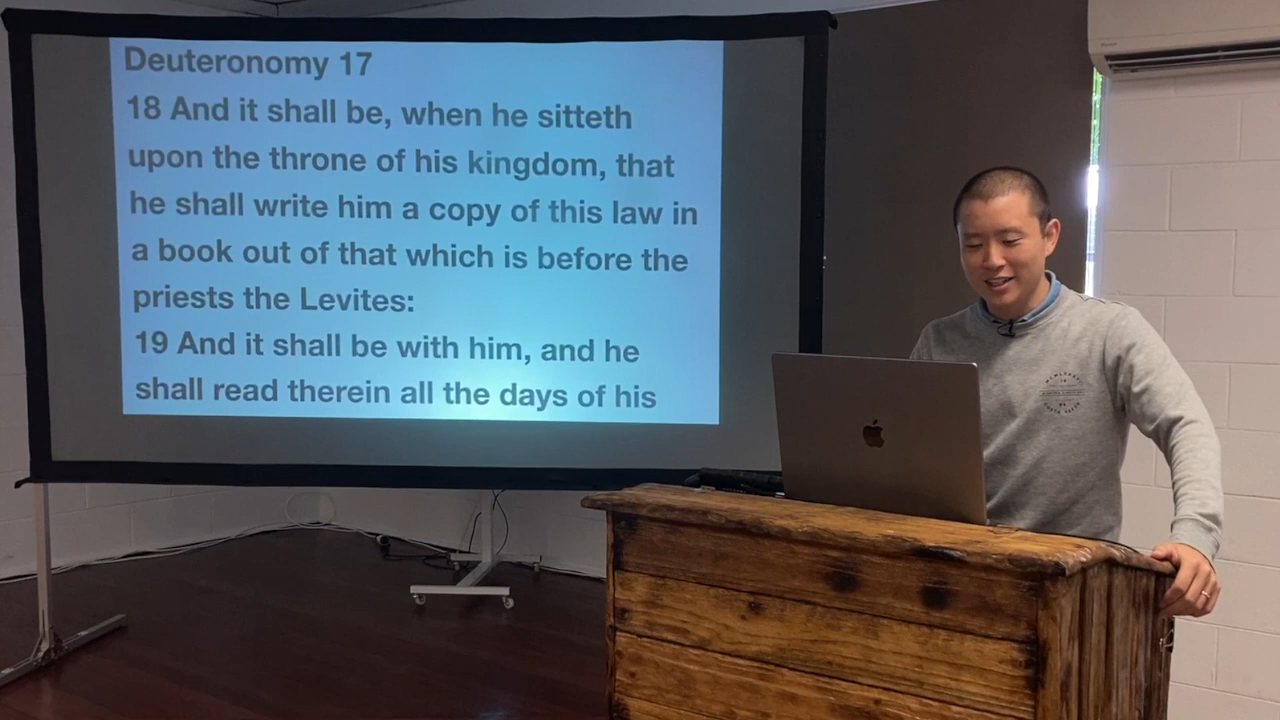 Deuteronomy 17
18 And it shall be, when he sitteth
upon the throne of his kingdom, that
he shall write him a copy of this law in
a book out of that which is before the
priests the Levites:
19 And it shall be with him, and he
shall read therein all the days of his